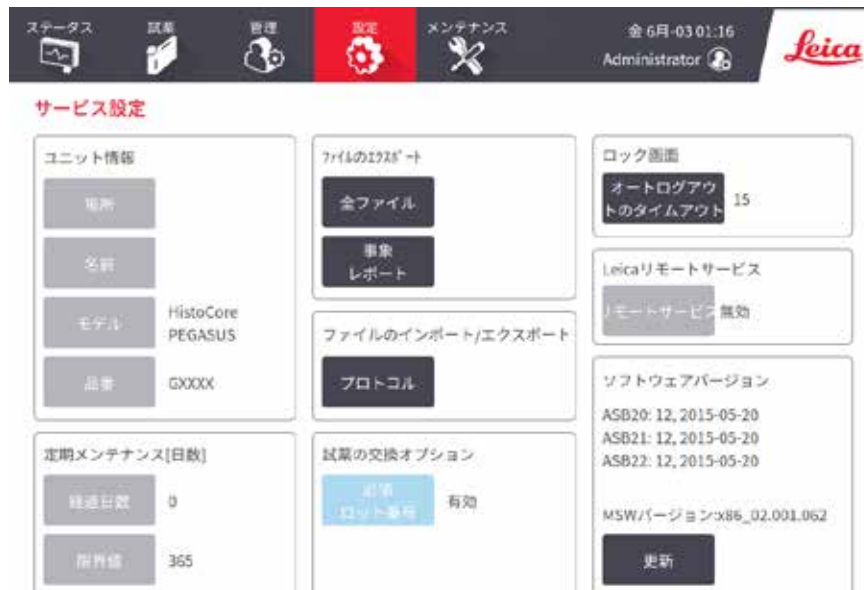 ステータス
試薬
管理
設定
メンテナンス
金 6月-03 01:16
Administrator
Leica
サービス設定
ユニット情報
場所
名前
モデル
HistoCore
PEGASUS
品番
GXXXX
定期メンテナンス[日数]
経過日数
0
限界値
365
ファイルのエクスポート
全ファイル
事象
レポート
ファイルのインポート/エクスポート
プロトコル
試薬の交換オプション
必須
ロット番号
有効
ロック画面
オートログアウ
トのタイムアウト
15
Leicaリモートサービス
リモートサービス
無効
ソフトウェアバージョン
ASB20: 12, 2015-05-20
ASB21: 12, 2015-05-20
ASB22: 12, 2015-05-20
MSWバージョン:x86_02.001.062
更新